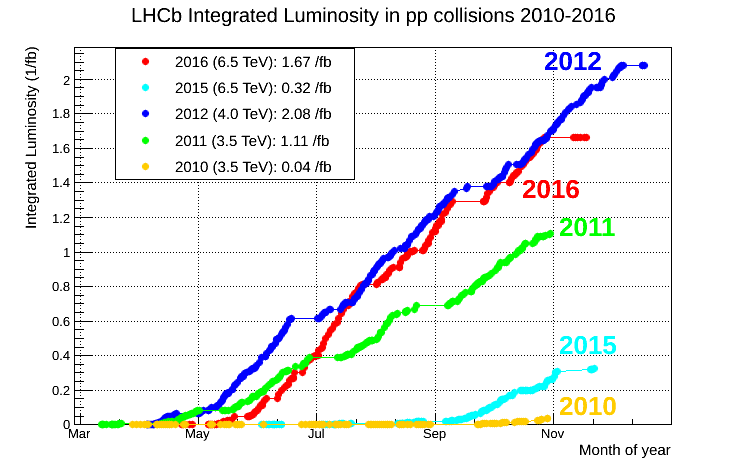 LHCb Integrated Luminosity in pp collisions 2010-2016
Integrated Luminosity (1/fb)
2016 (6.5 TeV): 1.67 /fb
2015 (6.5 TeV): 0.32 /fb
2012 (4.0 TeV): 2.08 /fb
2011 (3.5 TeV): 1.11 /fb
2010 (3.5 TeV): 0.04 /fb
2012
2016
2011
2015
2010
2
1.8
1.6
1.4
1.2
1
0.8
0.6
0.4
0.2
0
Mar May Jul Sep Nov
Month of year